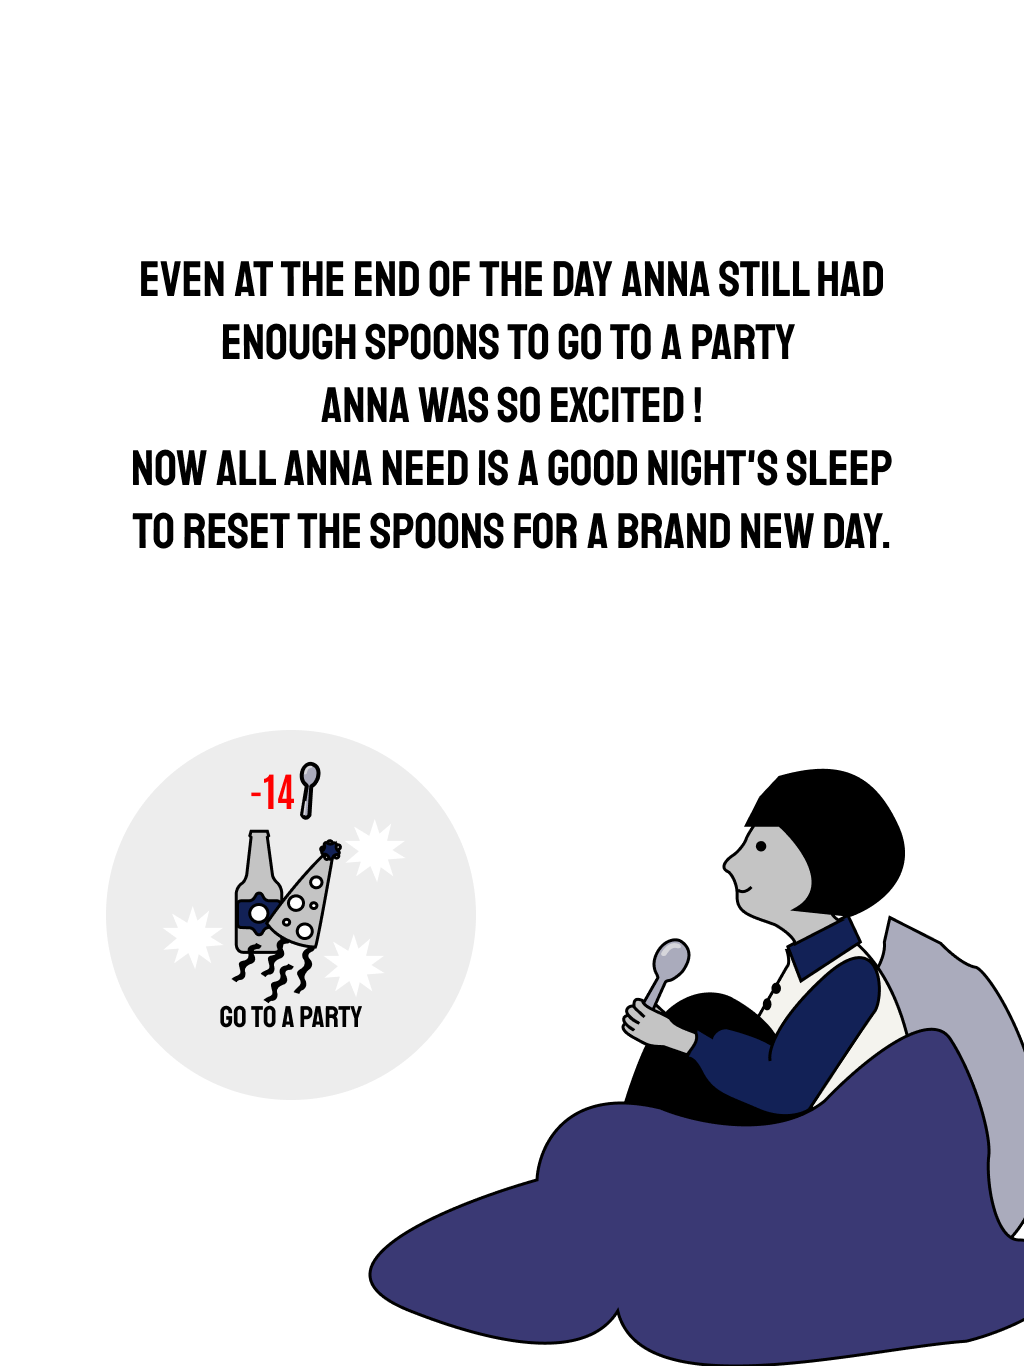 EVEN AT THE END OF THE DAY ANNA STILL HAD
ENOUGH SPOONS TO GO TO A PARTY
ANNA WAS SO EXCITED !
NOW ALL ANNA NEED IS A GOOD NIGHT'S SLEEP
TO RESET THE SPOONS FOR A BRAND NEW DAY.
-14
GO TO A PARTY